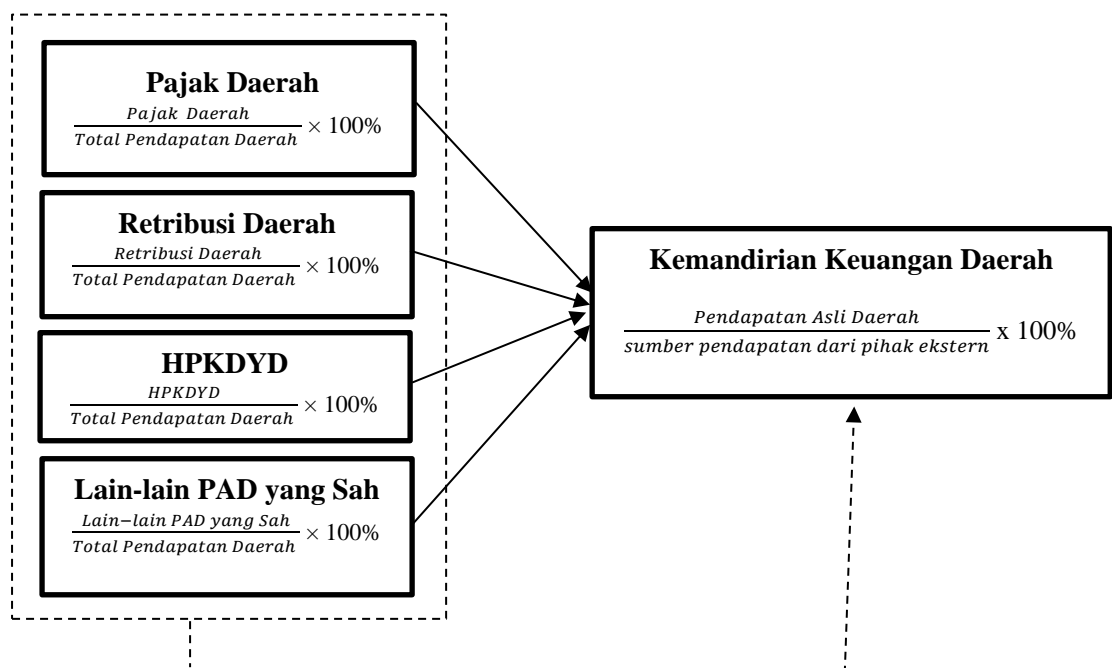 Pajak Daerah
Pajak Daerah
Total Pendapatan Daerah × 100%
Retribusi Daerah
Retribusi Daerah
Total Pendapatan Daerah × 100%
HPKDYD
HPKDYD
Total Pendapatan Daerah × 100%
Lain-lain PAD yang Sah
Lain−lain PAD yang Sah
Total Pendapatan Daerah × 100%
Kemandirian Keuangan Daerah
Pendapatan Asli Daerah
sumber pendapatan dari pihak ekstern x 100%